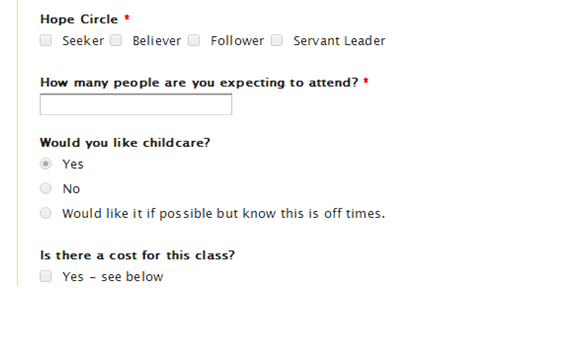 Hope Circle *
Seeker Believer Follower Servant Leader
How many people are you expecting to attend? *
Would you like childcare?
Yes
No
Would like it if possible but know this is off times.
Is there a cost for this class?
Yes – see below